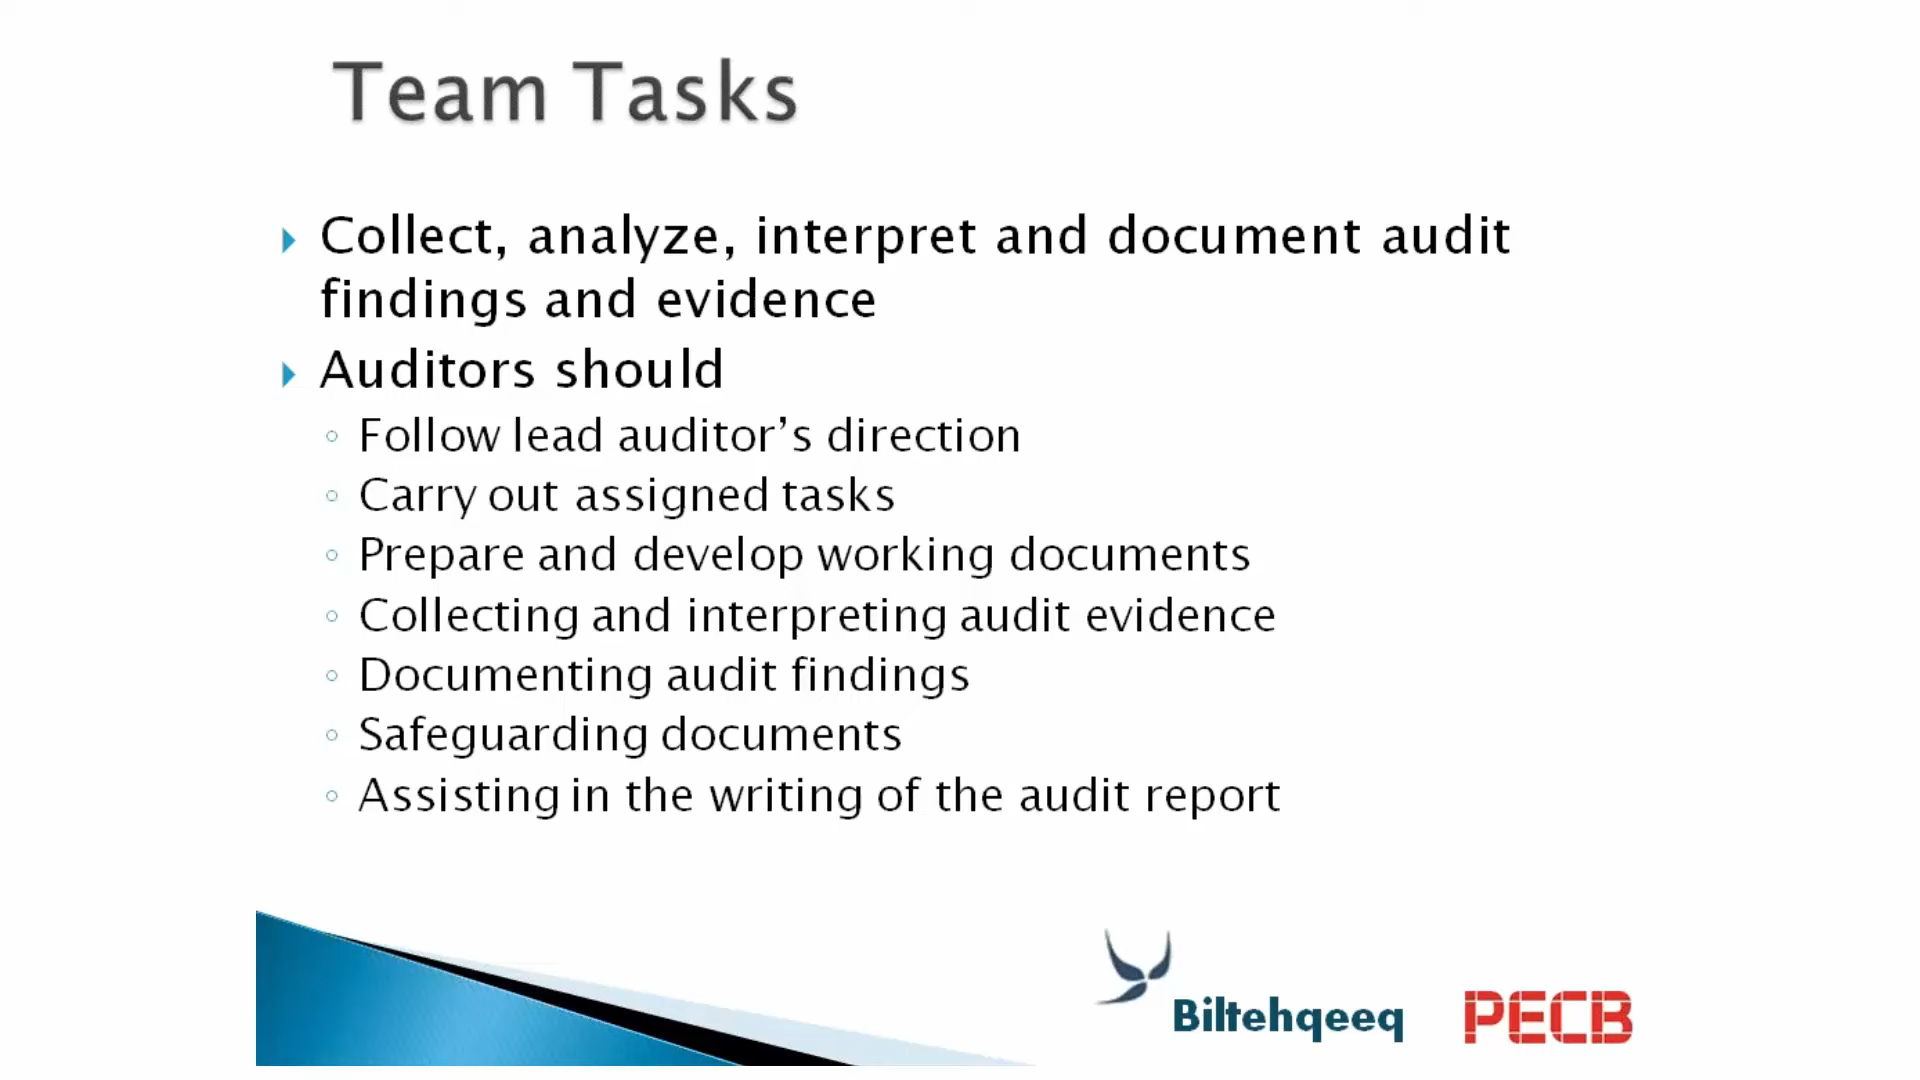 Team Tasks
Collect, analyze, interpret and document audit
findings and evidence
Auditors should
Follow lead auditor’s direction
Carry out assigned tasks
Prepare and develop working documents
Collecting and interpreting audit evidence
Documenting audit findings
Safeguarding documents
Assisting in the writing of the audit report
Biltehqeeq
PECB